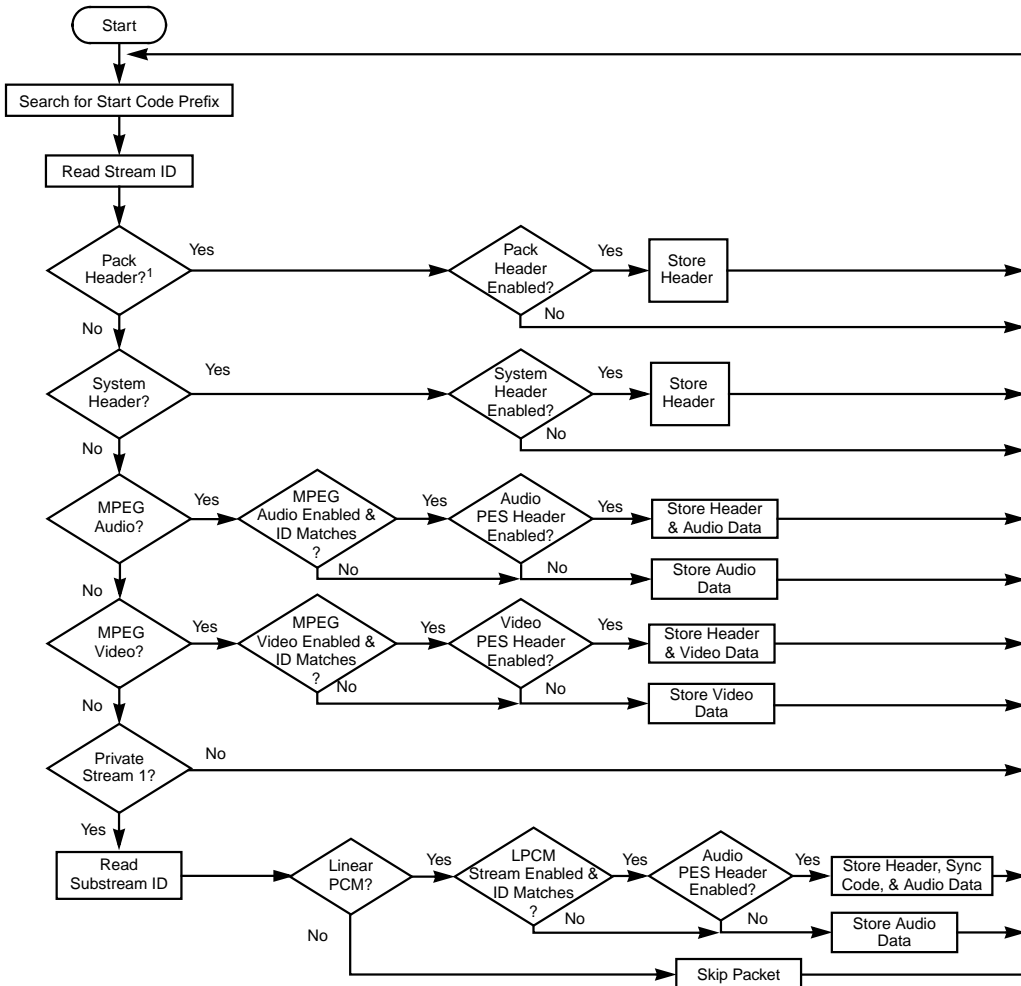 Start
Search for Start Code Prefix
Read Stream ID
Pack
Header?1
Yes
Pack
Header
Enabled?
Yes
Store
Header
No
No
System
Header?
Yes
System
Header
Enabled?
Yes
Store
Header
No
No
MPEG
Audio?
Yes
MPEG
Audio Enabled &
ID Matches
?
Yes
Audio
PES Header
Enabled?
Yes
Store Header
& Audio Data
No
No
Store Audio
Data
No
MPEG
Video?
Yes
MPEG
Video Enabled &
ID Matches
?
Yes
Video
PES Header
Enabled?
Yes
Store Header
& Video Data
No
No
Store Video
Data
No
Private
Stream 1?
No
Yes
Read
Substream ID
Linear
PCM?
Yes
LPCM
Stream Enabled &
ID Matches
?
Yes
Audio
PES Header
Enabled?
Yes
Store Header, Sync
Code, & Audio Data
No
No
No
Store Audio
Data
Skip Packet